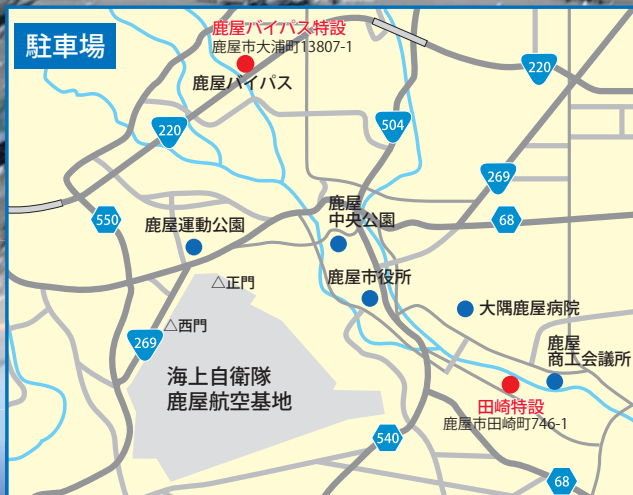 駐車場
鹿屋バイパス特設
鹿屋市大浦町13807-1
鹿屋バイパス
220
220
504
269
550
68
鹿屋運動公園
鹿屋
中央公園
△正門
鹿屋市役所
大隅鹿屋病院
△西門
269
鹿屋
商工会議所
海上自衛隊
鹿屋航空基地
田崎特設
鹿屋市田崎町746-1
540
68